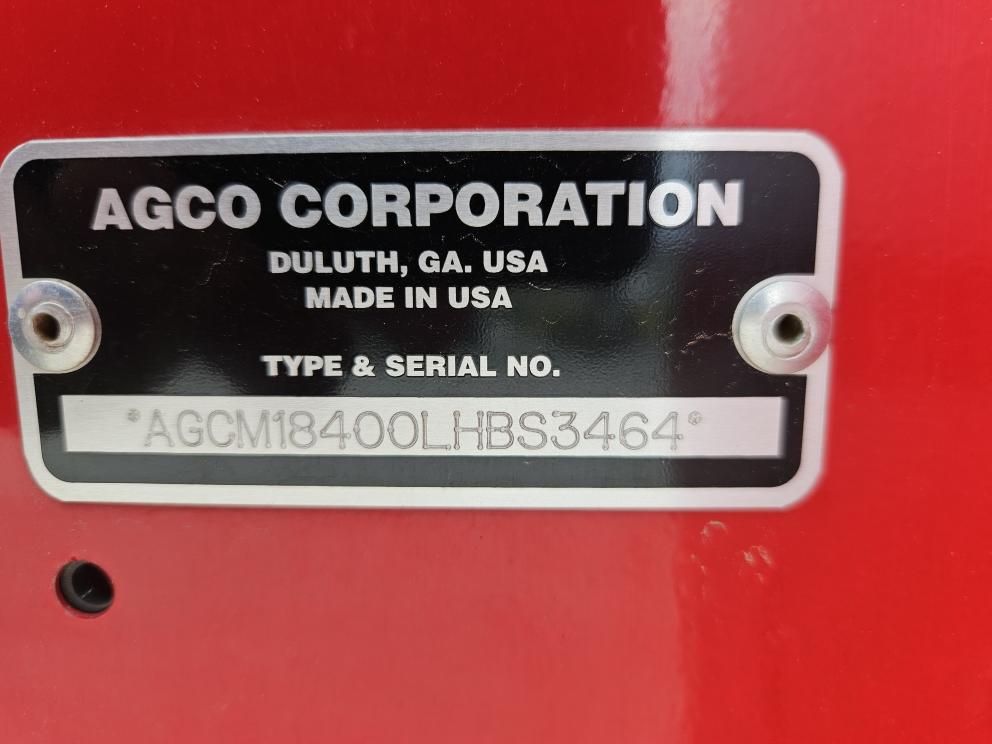 AGCO CORPORATION
DULUTH, GA. USA
MADE IN USA
TYPE & SERIAL NO.
*AGCM18400LHBS3464*